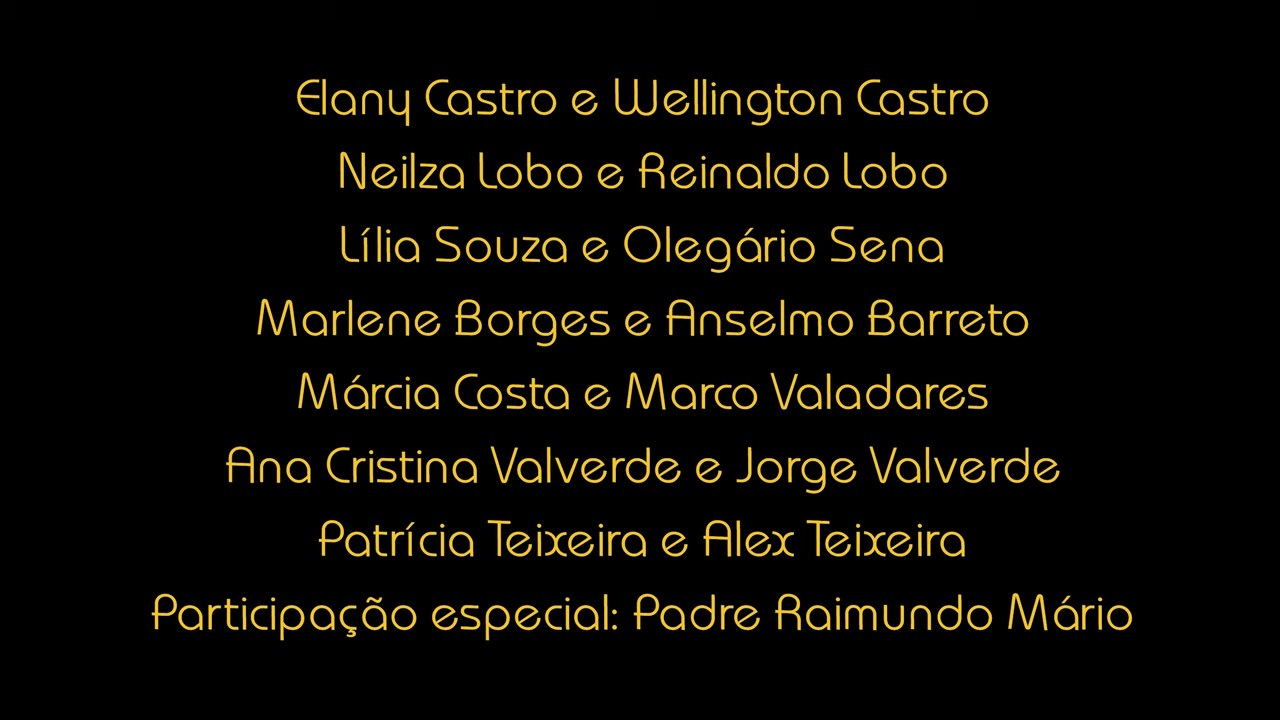 Elany Castro e Wellington Castro
Neilza Lobo e Reinaldo Lobo
Lília Souza e Olegário Sena
Marlene Borges e Anselmo Barreto
Márcia Costa e Marco Valadares
Ana Cristina Valverde e Jorge Valverde
Patrícia Teixeira e Alex Teixeira
Participação especial: Padre Raimundo Mário